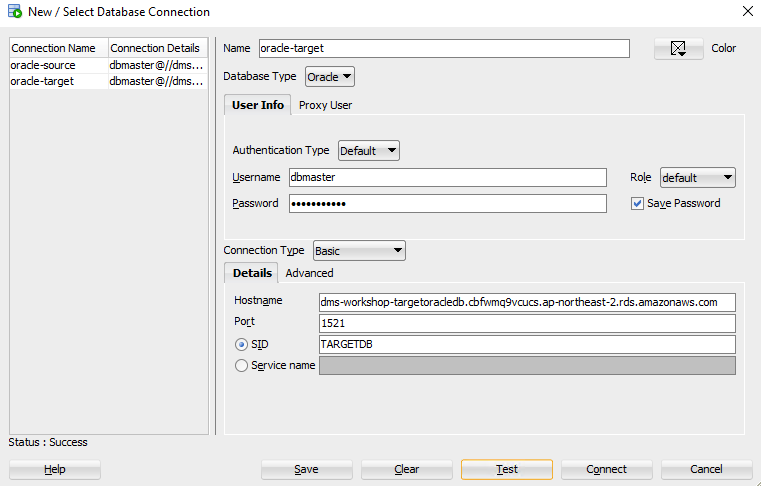 New / Select Database Connection
Connection Name Connection Details
oracle-source dbmaster@//dms...
oracle-target dbmaster@//dms...
Name oracle-target Color
Database Type Oracle
User Info Proxy User
Authentication Type Default
Username dbmaster Role default
Password ●●●●●●●●●●● Save Password
Connection Type Basic
Details Advanced
Hostname dms-workshop-targetoracledb.cbfwmq9vcucs.ap-northeast-2.rds.amazonaws.com
Port 1521
SID TARGETDB
Service name
Status : Success
Help Save Clear Test Connect Cancel